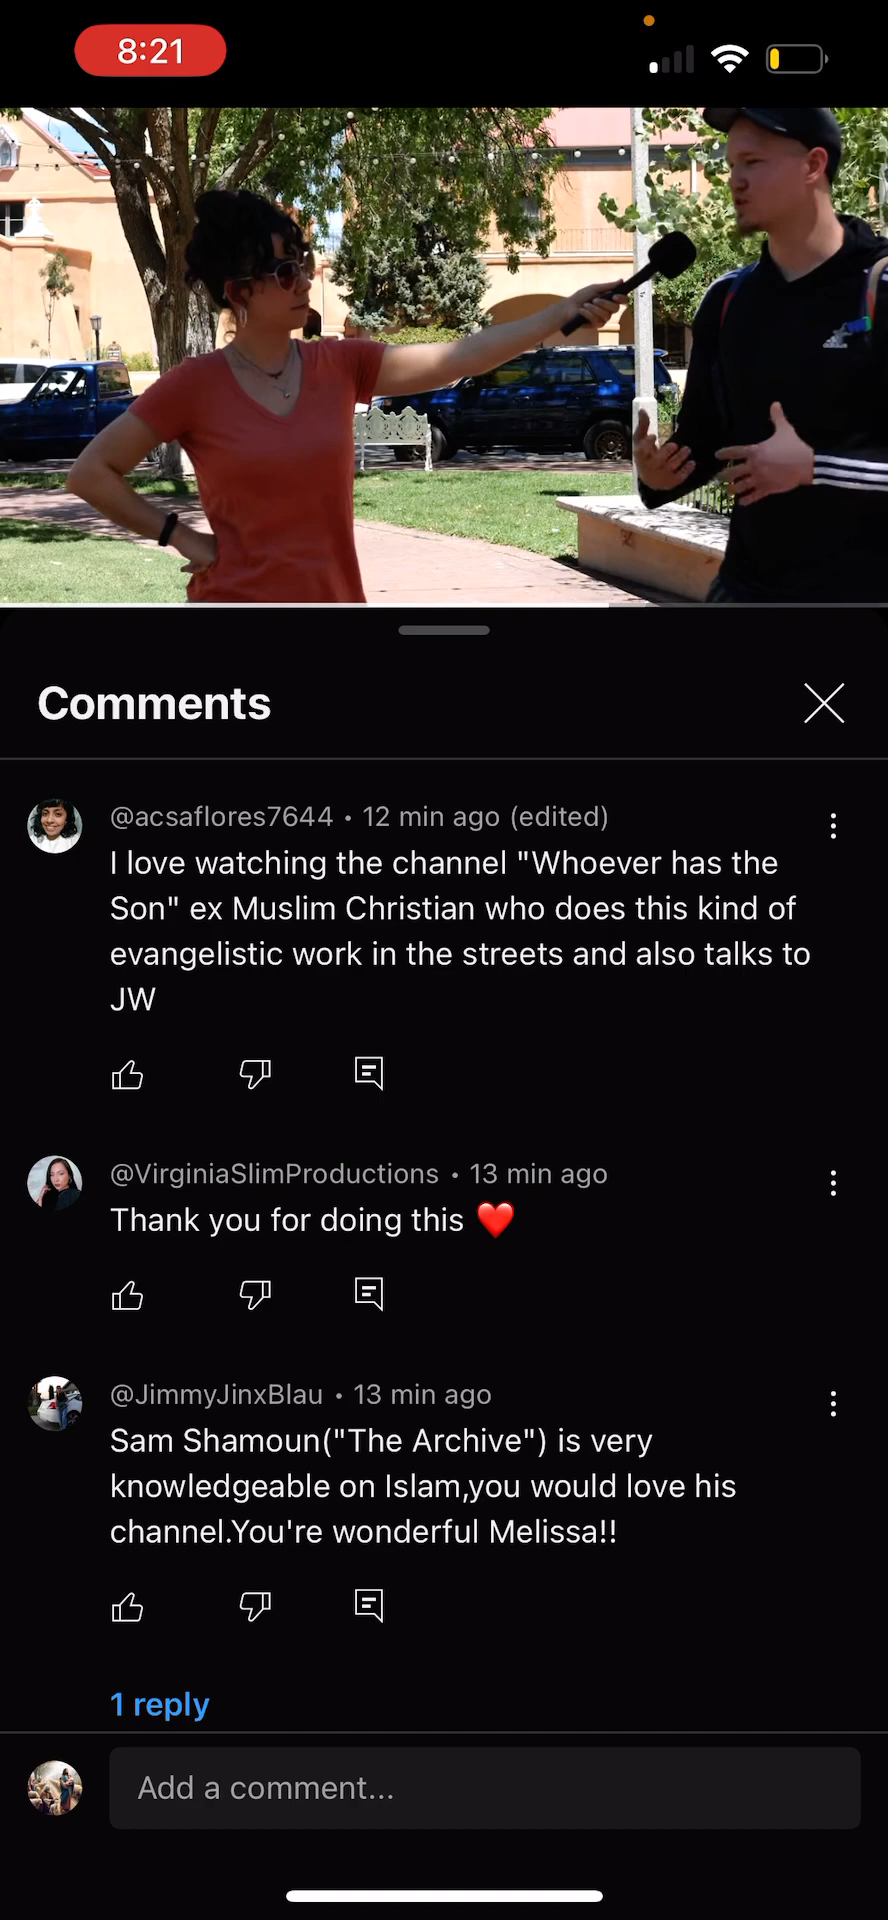 8:21
Comments
@acsaflores7644 • 12 min ago (edited)
I love watching the channel "Whoever has the
Son" ex Muslim Christian who does this kind of
evangelistic work in the streets and also talks to
JW
@VirginiaSlimProductions • 13 min ago
Thank you for doing this ❤️
@JimmyJinxBlau • 13 min ago
Sam Shamoun("The Archive") is very
knowledgeable on Islam,you would love his
channel.You're wonderful Melissa!!
1 reply
Add a comment...